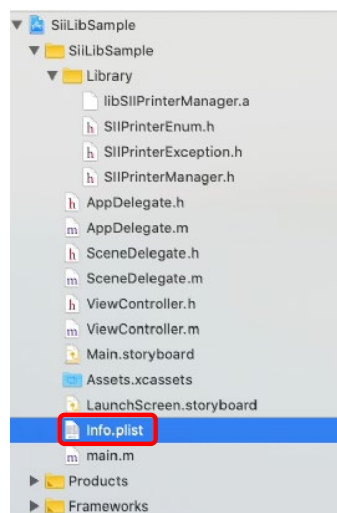 SiiLibSample
SiiLibSample
Library
libSIIPrinterManager.a
h SIIPrinterEnum.h
h SIIPrinterException.h
h SIIPrinterManager.h
h AppDelegate.h
m AppDelegate.m
h SceneDelegate.h
m SceneDelegate.m
h ViewController.h
m ViewController.m
Main.storyboard
Assets.xcassets
LaunchScreen.storyboard
Info.plist
m main.m
Products
Frameworks